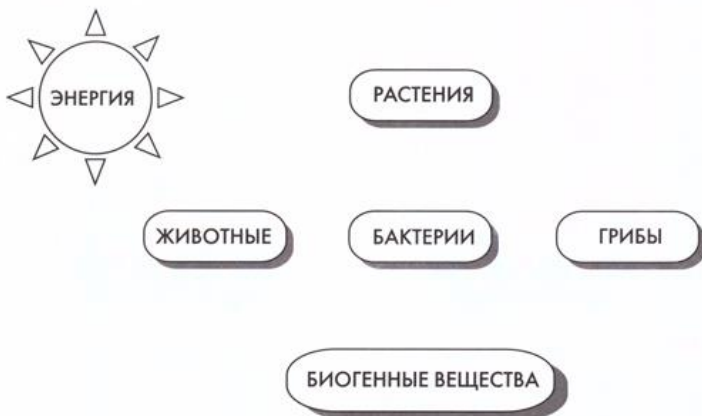 ЭНЕРГИЯ
РАСТЕНИЯ
ЖИВОТНЫЕ
БАКТЕРИИ
ГРИБЫ
БИОГЕННЫЕ ВЕЩЕСТВА